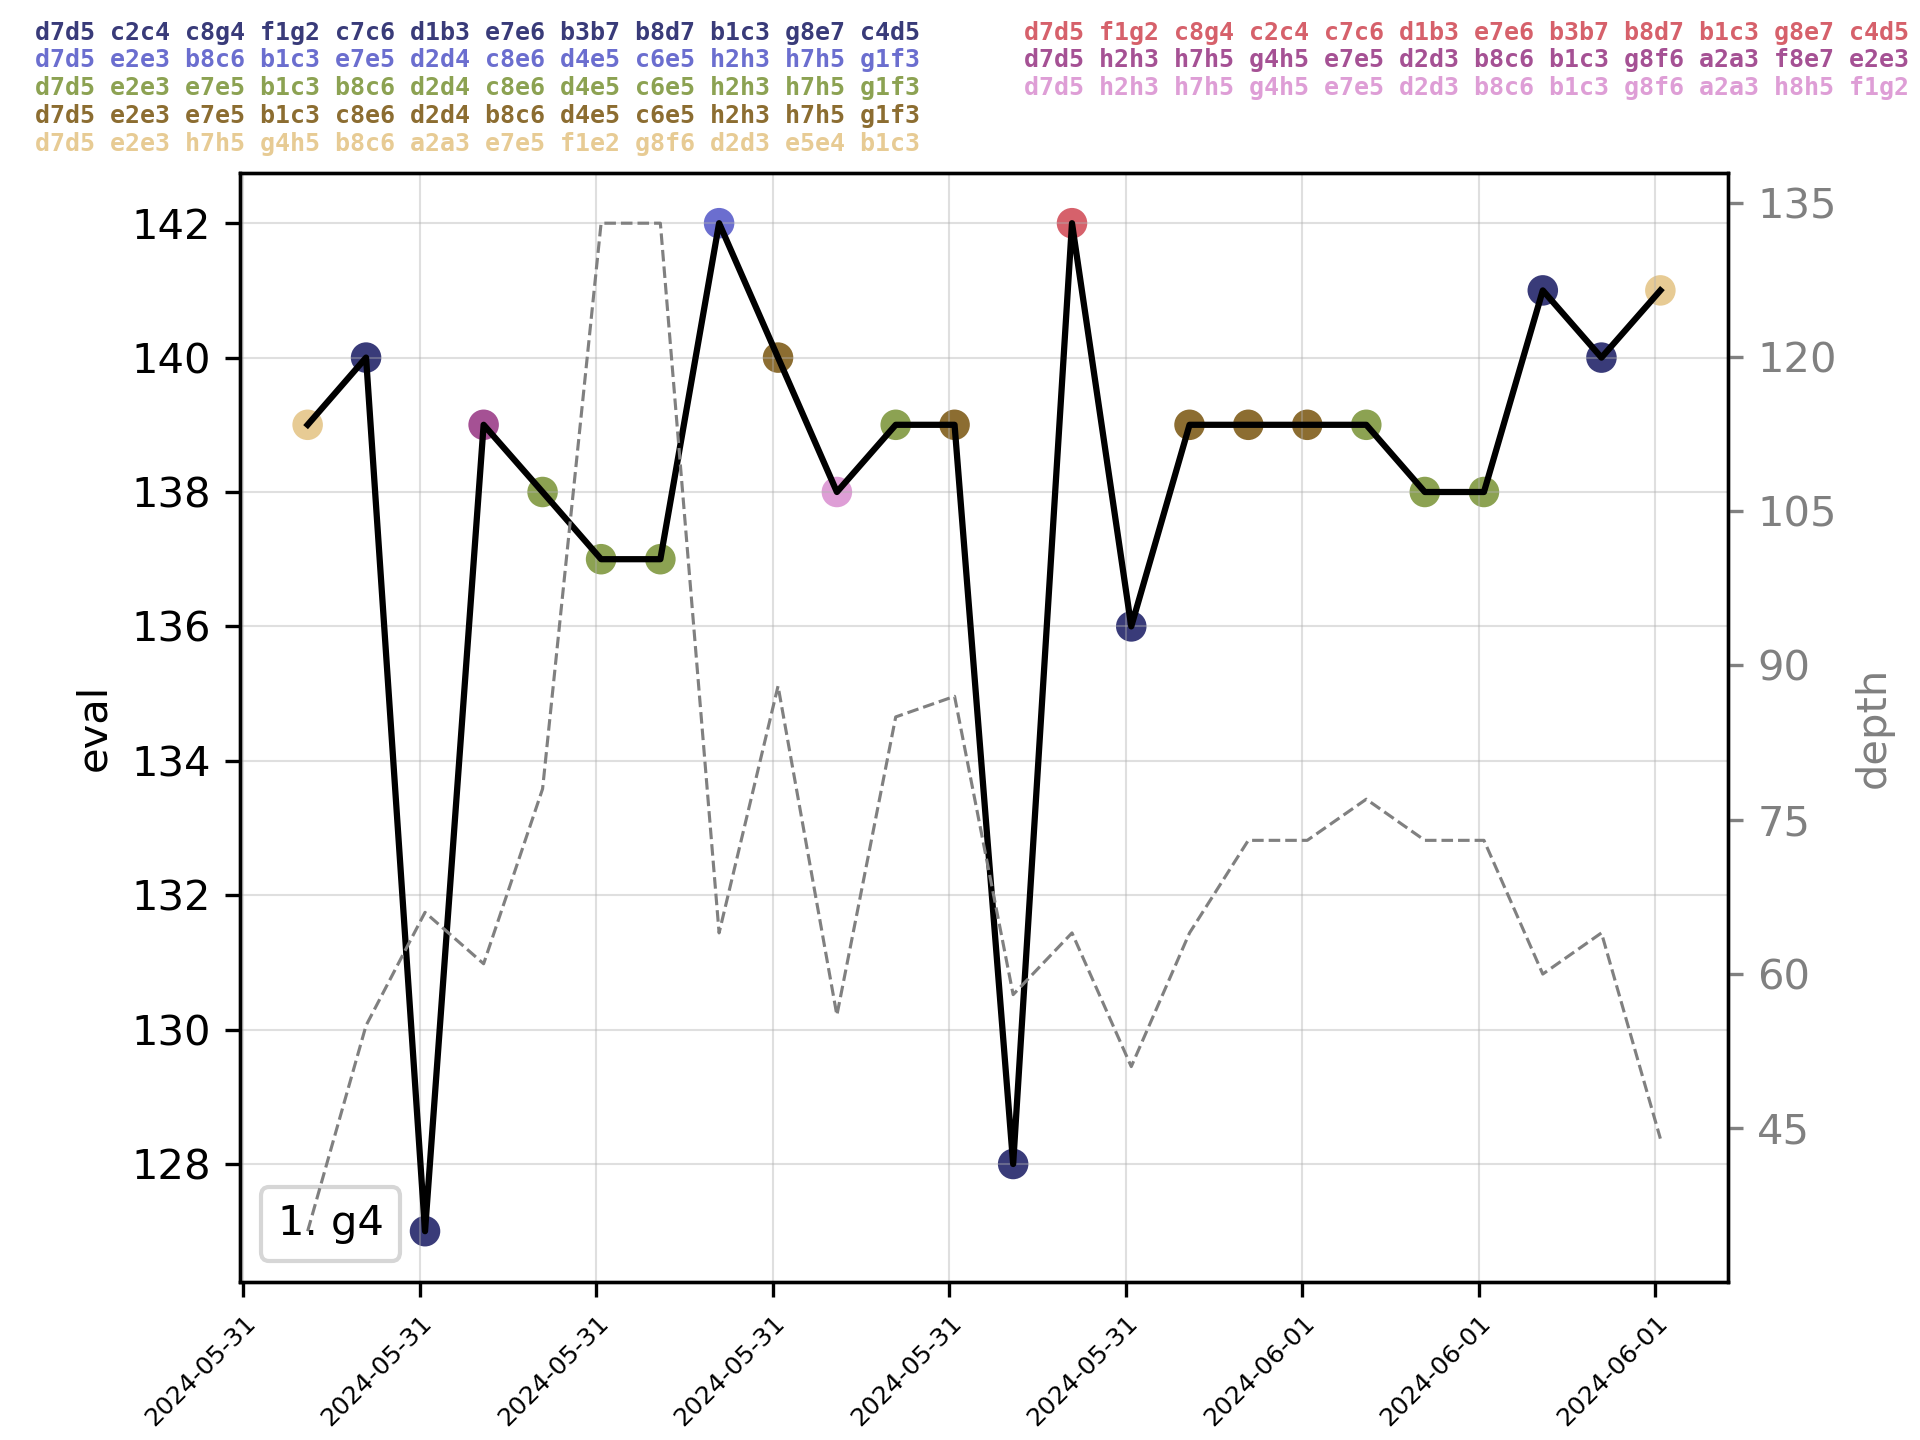 d7d5 c2c4 c8g4 f1g2 c7c6 d1b3 e7e6 b3b7 b8d7 b1c3 g8e7 c4d5
d7d5 e2e3 b8c6 b1c3 e7e5 d2d4 c8e6 d4e5 c6e5 h2h3 h7h5 g1f3
d7d5 e2e3 e7e5 b1c3 b8c6 d2d4 c8e6 d4e5 c6e5 h2h3 h7h5 g1f3
d7d5 e2e3 e7e5 b1c3 c8e6 d2d4 b8c6 d4e5 c6e5 h2h3 h7h5 g1f3
d7d5 e2e3 h7h5 g4h5 b8c6 a2a3 e7e5 f1e2 g8f6 d2d3 e5e4 b1c3
d7d5 f1g2 c8g4 c2c4 c7c6 d1b3 e7e6 b3b7 b8d7 b1c3 g8e7 c4d5
d7d5 h2h3 h7h5 g4h5 e7e5 d2d3 b8c6 b1c3 g8f6 a2a3 f8e7 e2e3
d7d5 h2h3 h7h5 g4h5 e7e5 d2d3 b8c6 b1c3 g8f6 a2a3 h8h5 f1g2
142
140
138
136
134
132
130
128
eval
135
120
105
90
75
60
45
depth
1. g4
2024-05-31
2024-05-31
2024-05-31
2024-05-31
2024-05-31
2024-05-31
2024-06-01
2024-06-01
2024-06-01